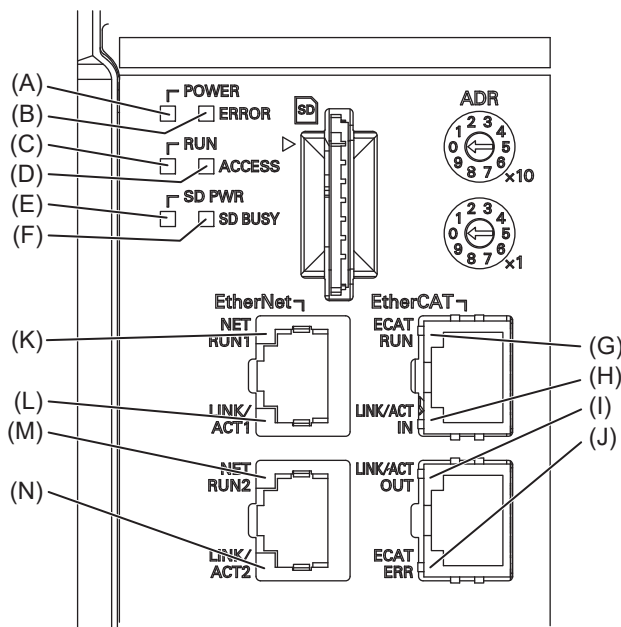 (A)
POWER
(B)
ERROR
(C)
RUN
(D)
ACCESS
(E)
SD PWR
(F)
SD BUSY
SD
ADR
0 1 2 3 4 5 6 7 8 9
×10
0 1 2 3 4 5 6 7 8 9
×1
EtherNet
EtherCAT
(K)
NET
RUN1
(L)
LINK/
ACT1
(M)
NET
RUN2
(N)
LINK/
ACT2
ECAT
RUN
(G)
LINK/ACT
IN
(H)
LINK/ACT
OUT
(I)
ECAT
ERR
(J)